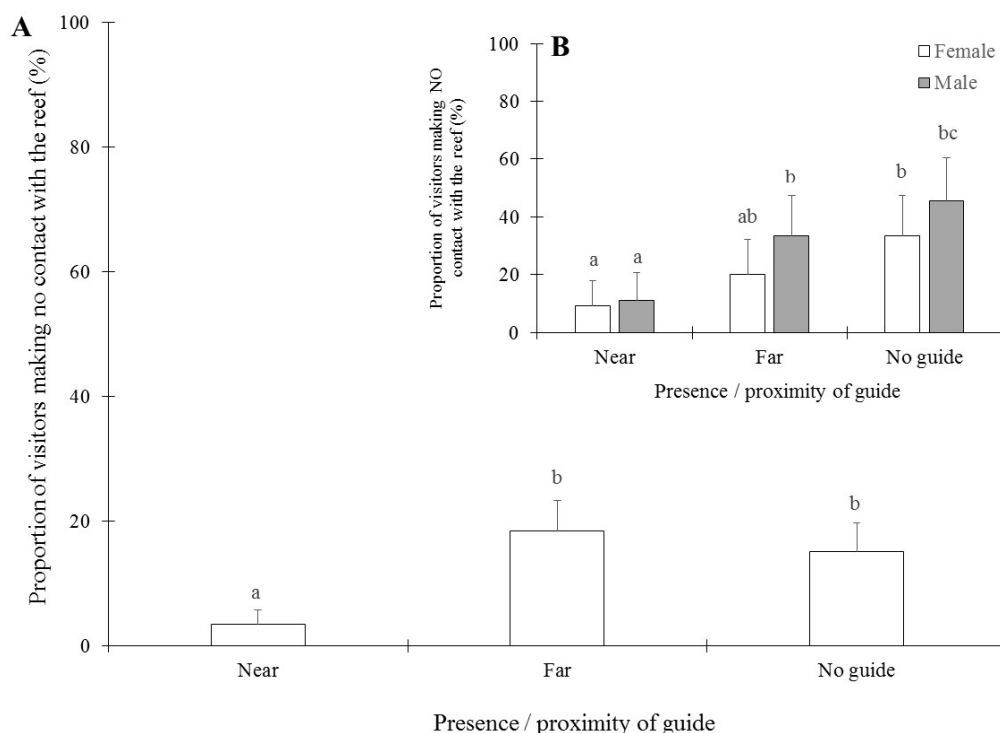 A
Proportion of visitors making no contact with the reef (%)
100
80
60
40
20
0
a
b
b
Near
Far
No guide
Presence / proximity of guide
B
Proportion of visitors making NO
contact with the reef (%)
100
80
60
40
20
0
Female
Male
a
a
ab
b
b
bc
Near
Far
No guide
Presence / proximity of guide